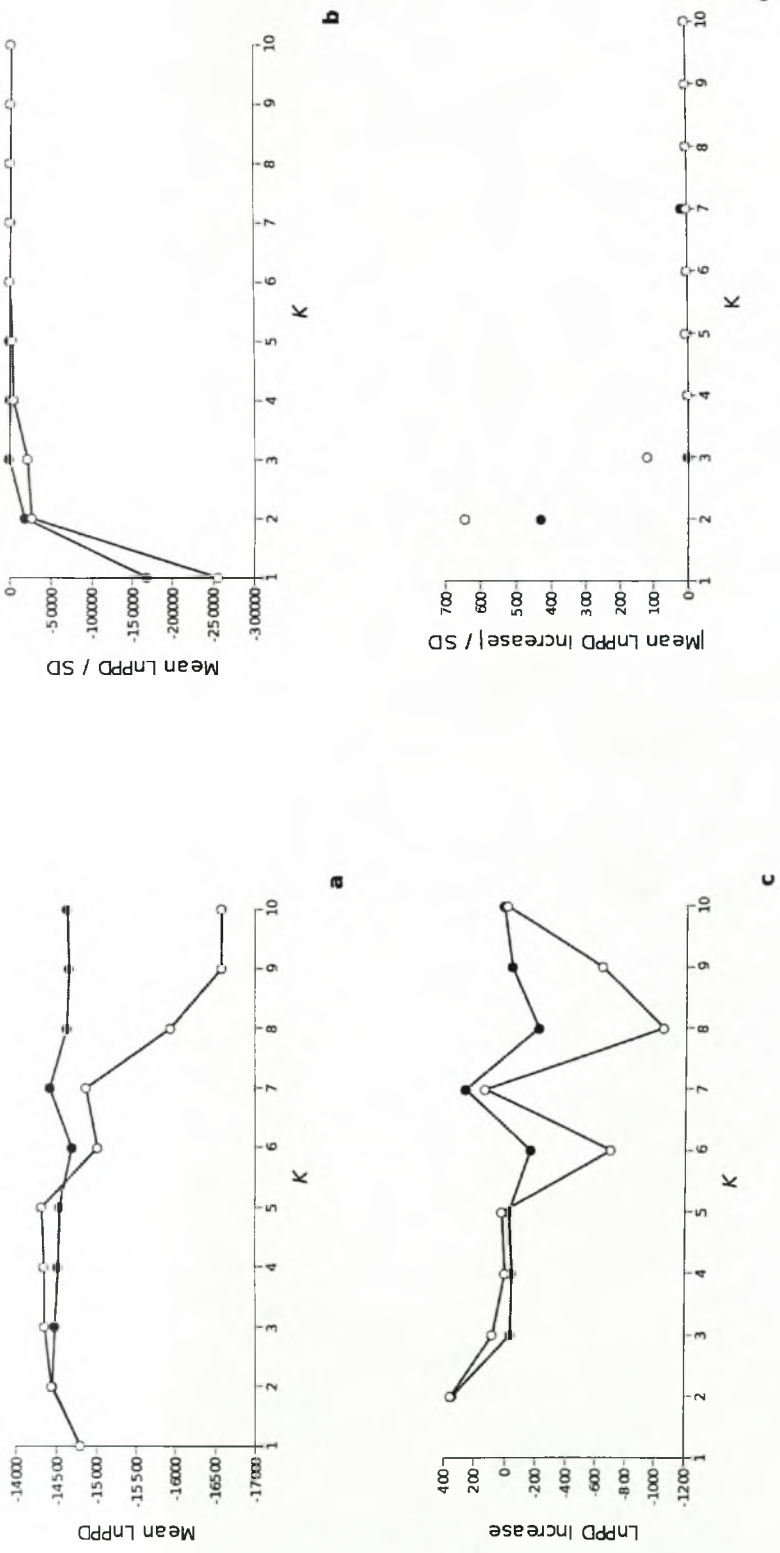 Mean LnPPD
-14000
-14500
-15000
-15500
-16000
-16500
-17000
1 2 3 4 5 6 7 8 9 10
K
a
Mean LnPPD / SD
0
-50000
-100000
-150000
-200000
-250000
-300000
1 2 3 4 5 6 7 8 9 10
K
b
LnPPD Increase
400
200
0
-200
-400
-600
-800
-1000
-1200
1 2 3 4 5 6 7 8 9 10
K
c
|Mean LnPPD Increase| / SD
700
600
500
400
300
200
100
0
1 2 3 4 5 6 7 8 9 10
K